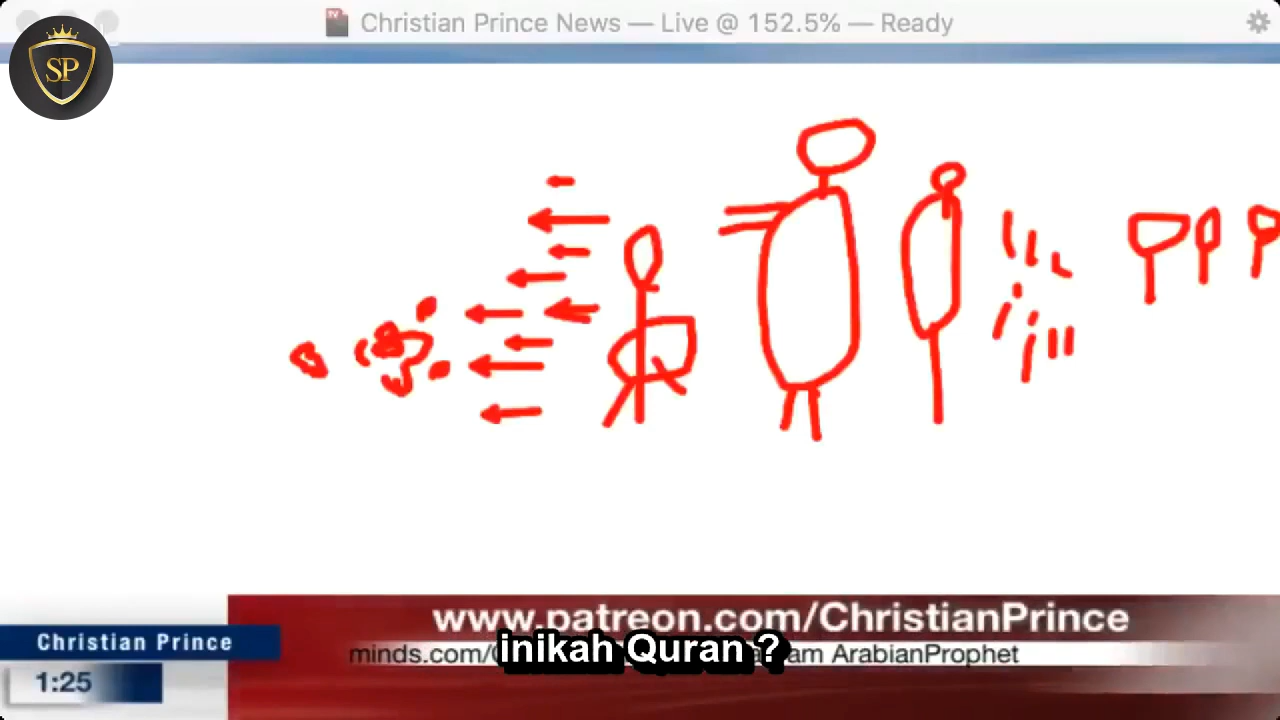 Christian Prince News — Live @ 152.5% — Ready
SP
www.patreon.com/ChristianPrince
Christian Prince
inikah Quran ?
minds.com/ ArabianProphet
1:25